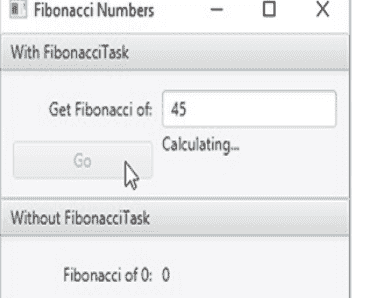 Fibonacci Numbers
With FibonacciTask
Get Fibonacci of: 45
Go Calculating...
Without FibonacciTask
Fibonacci of 0: 0